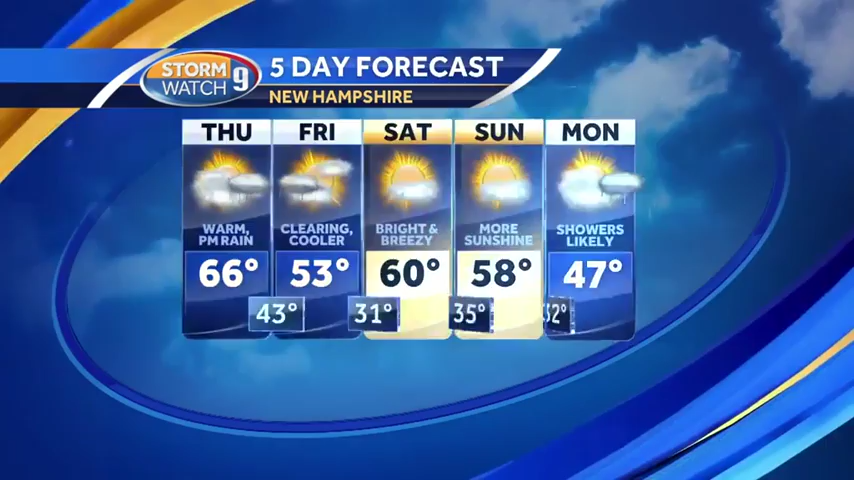 STORM
WATCH 9
5 DAY FORECAST
NEW HAMPSHIRE
THU FRI SAT SUN MON
WARM, CLEARING, BRIGHT & MORE SHOWERS
PM RAIN COOLER BREEZY SUNSHINE LIKELY
66° 53° 60° 58° 47°
43° 31° 35°